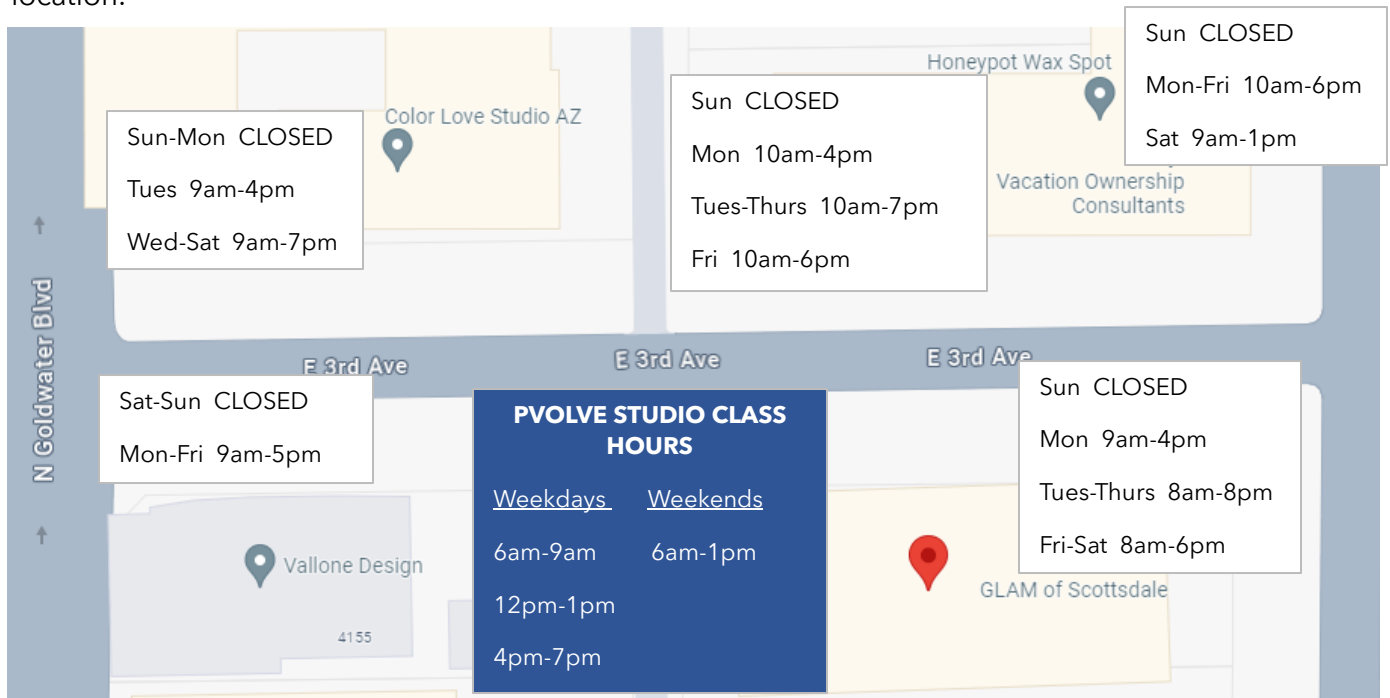 location:
Sun CLOSED
Mon-Fri 10am-6pm
Sat 9am-1pm
Honeypot Wax Spot
Sun CLOSED
Mon 10am-4pm
Tues-Thurs 10am-7pm
Fri 10am-6pm
Color Love Studio AZ
Sun-Mon CLOSED
Tues 9am-4pm
Wed-Sat 9am-7pm
Vacation Ownership
Consultants
N Goldwater Blvd
E 3rd Ave
E 3rd Ave
E 3rd Ave
Sat-Sun CLOSED
Mon-Fri 9am-5pm
PVOLVE STUDIO CLASS
HOURS
Weekdays Weekends
6am-9am 6am-1pm
12pm-1pm
4pm-7pm
Sun CLOSED
Mon 9am-4pm
Tues-Thurs 8am-8pm
Fri-Sat 8am-6pm
Vallone Design
4155
GLAM of Scottsdale